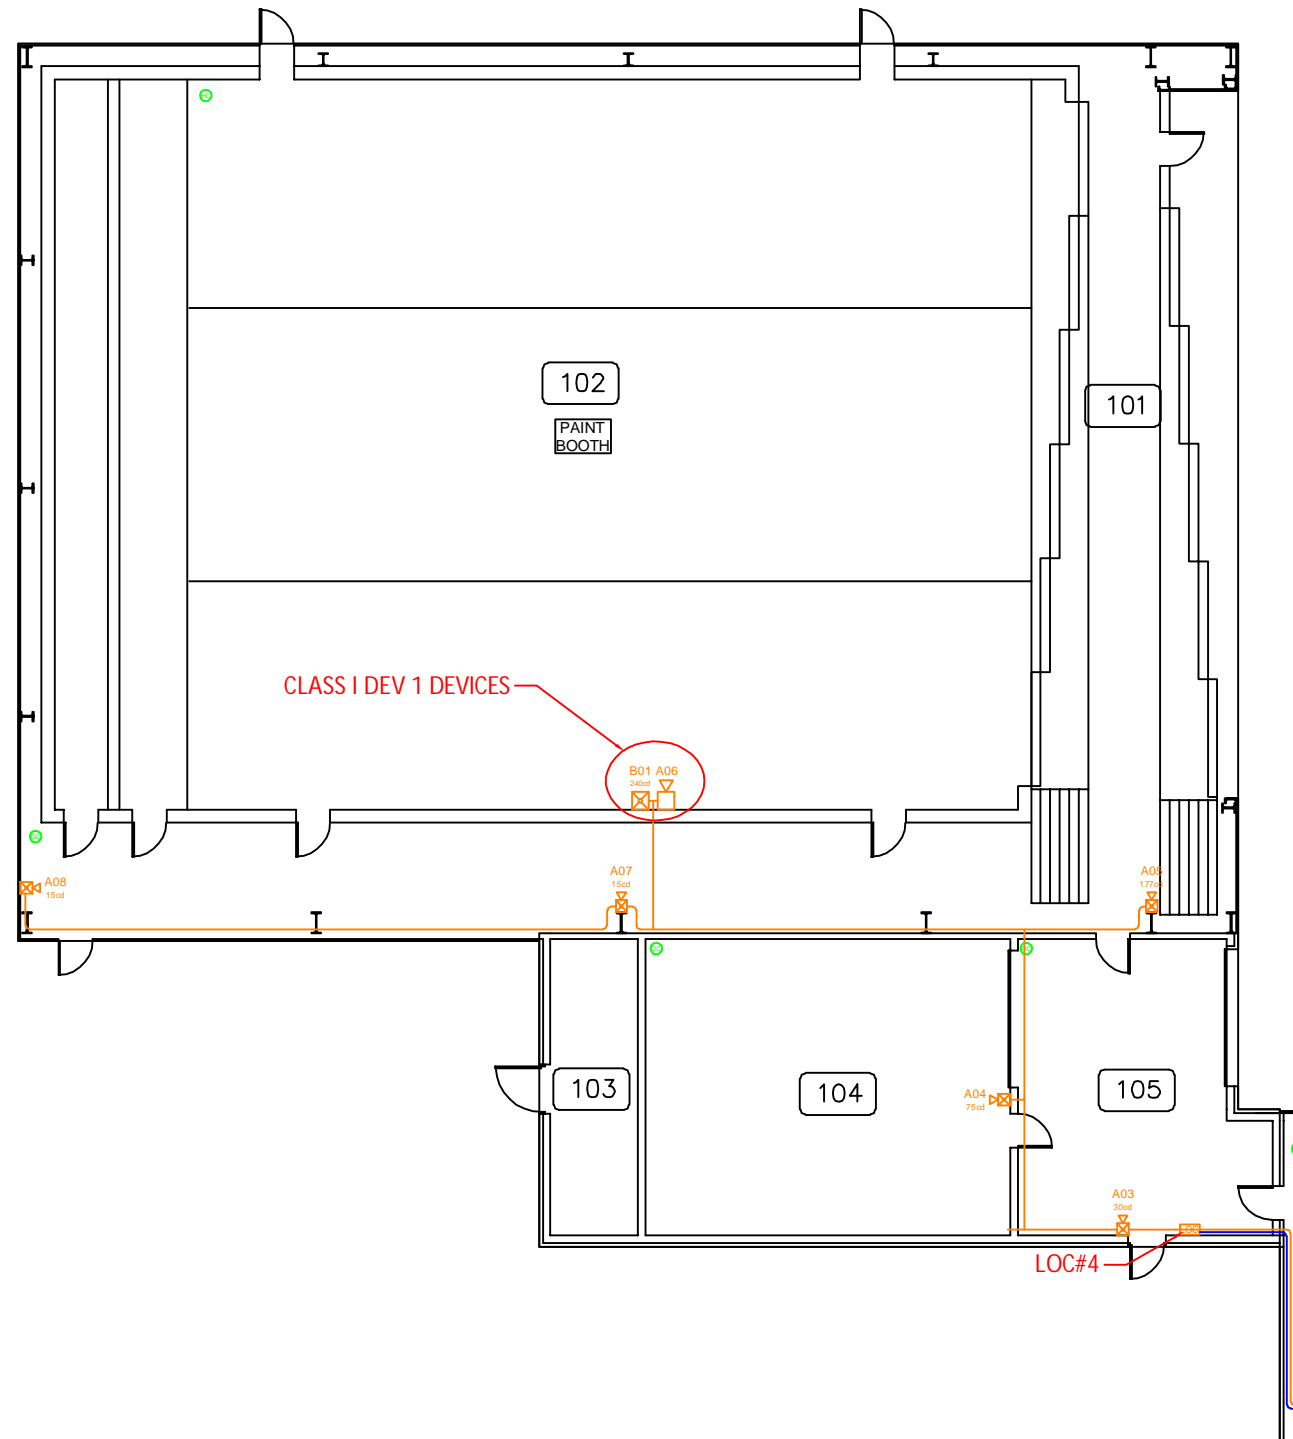 102
PAINT
BOOTH
101
CLASS I DEV 1 DEVICES
B01 A06
240cd
A08
15cd
A07
15cd
A05
177cd
103
104
105
A04
75cd
A03
30cd
LOC#4